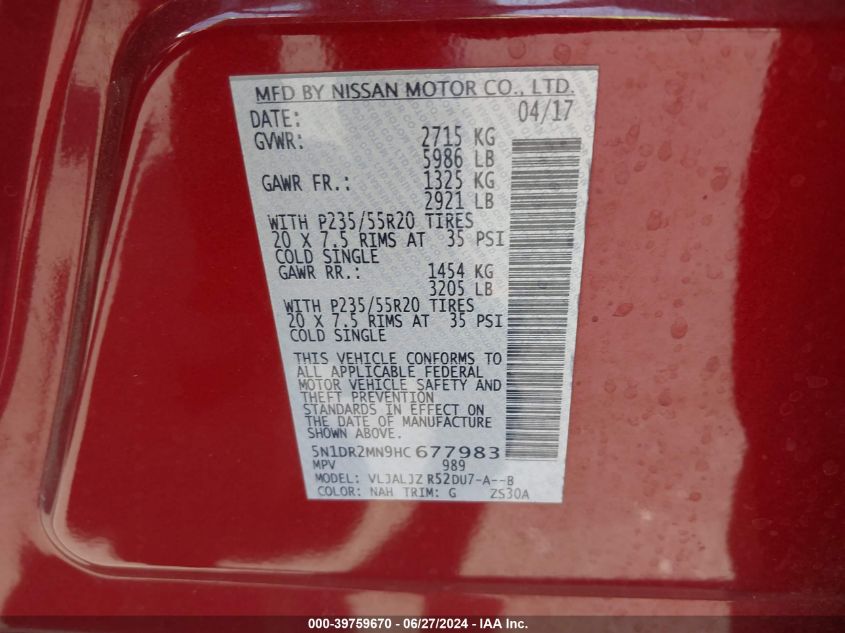 MFD BY NISSAN MOTOR CO., LTD.
DATE: 04/17
GVWR: 2715 KG
5986 LB
GAWR FR.: 1325 KG
2921 LB
WITH P235/55R20 TIRES
20 X 7.5 RIMS AT 35 PSI
COLD SINGLE
GAWR RR.: 1454 KG
3205 LB
WITH P235/55R20 TIRES
20 X 7.5 RIMS AT 35 PSI
COLD SINGLE
THIS VEHICLE CONFORMS TO
ALL APPLICABLE FEDERAL
MOTOR VEHICLE SAFETY AND
THEFT PREVENTION
STANDARDS IN EFFECT ON
THE DATE OF MANUFACTURE
SHOWN ABOVE.
5N1DR2MN9HC677983
MPV 989
MODEL: VLJALJZ R52DU7-A--B
COLOR: NAH TRIM: G ZS30A
000-39759670 - 06/27/2024 - IAA Inc.